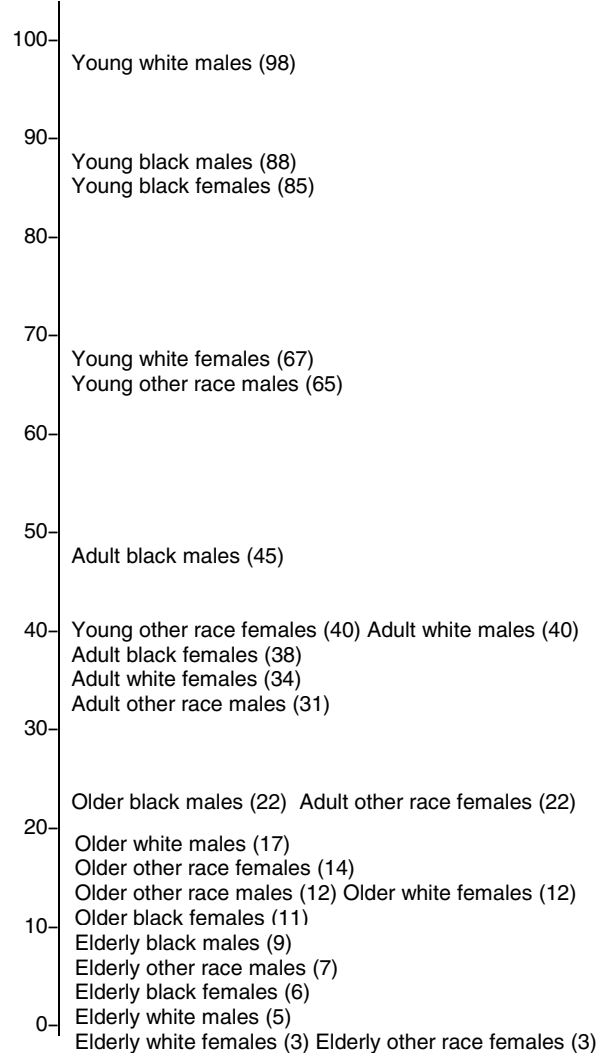 100–
Young white males (98)
90–
Young black males (88)
Young black females (85)
80–
70–
Young white females (67)
Young other race males (65)
60–
50–
Adult black males (45)
40– Young other race females (40) Adult white males (40)
Adult black females (38)
Adult white females (34)
Adult other race males (31)
30–
Older black males (22) Adult other race females (22)
20–
Older white males (17)
Older other race females (14)
Older other race males (12) Older white females (12)
Older black females (11)
10–
Elderly black males (9)
Elderly other race males (7)
Elderly black females (6)
Elderly white males (5)
0–
Elderly white females (3) Elderly other race females (3)